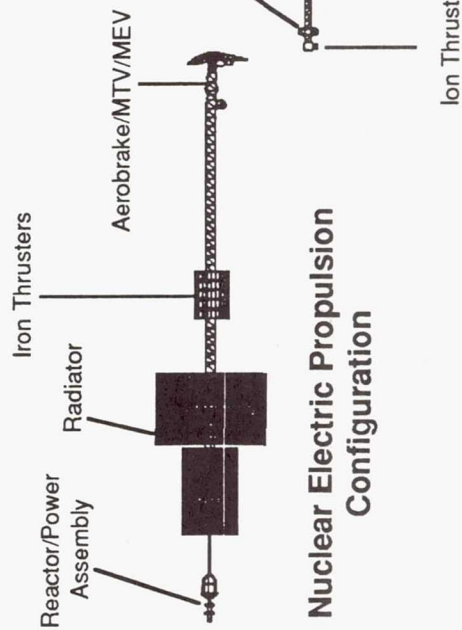 Reactor/Power
Assembly
Radiator
Iron Thrusters
Aerobrake/MTV/MEV
Nuclear Electric Propulsion
Configuration
Ion Thrust